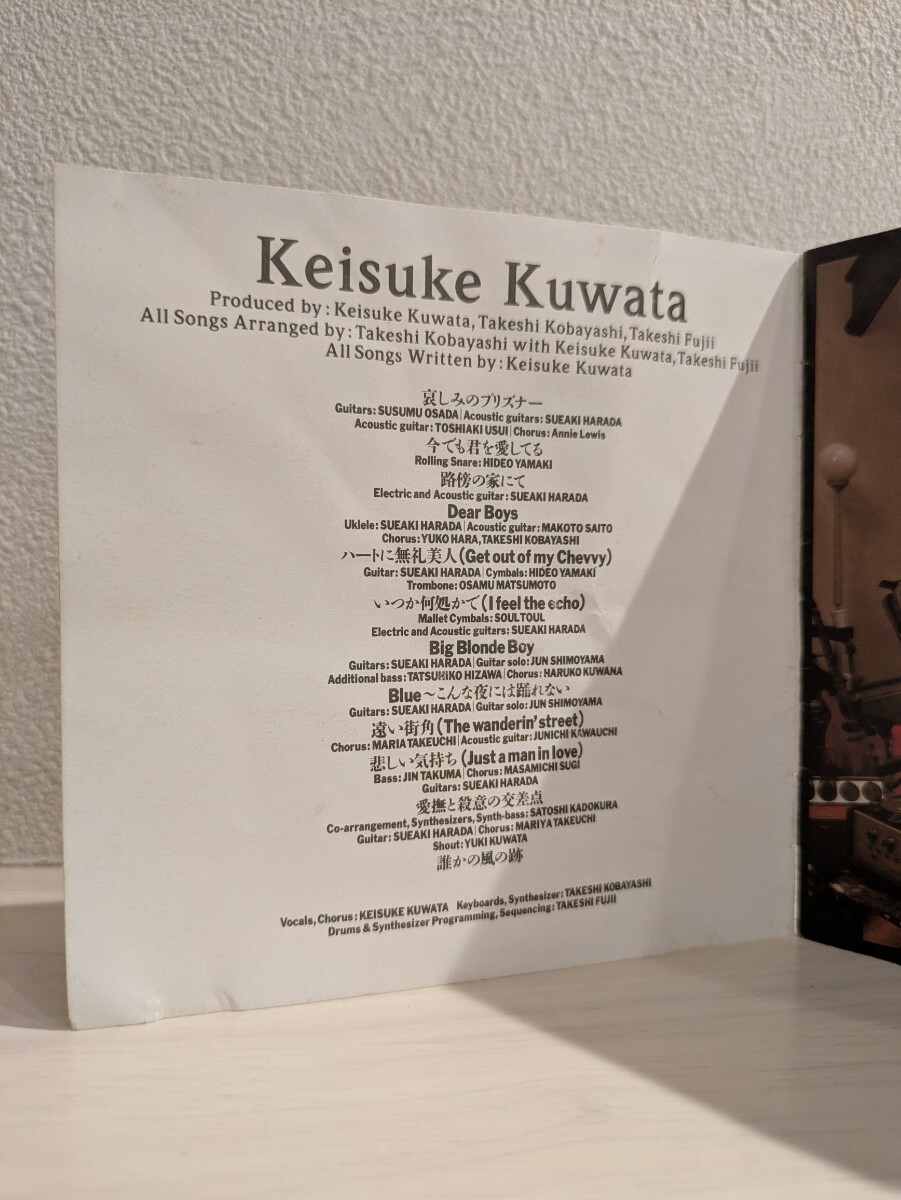 Keisuke Kuwata
Produced by: Keisuke Kuwata, Takeshi Kobayashi, Takeshi Fujii
All Songs Arranged by: Takeshi Kobayashi with Keisuke Kuwata, Takeshi Fujii
All Songs Written by: Keisuke Kuwata
哀しみのプリズナー
Guitars: SUSUMU OSADA | Acoustic guitars: SUEAKI HARADA
Acoustic guitar: TOSHIAKI USUI | Chorus: Annie Lewis
今でも君を愛してる
Rolling Snare: HIDEO YAMAKI
路傍の家にて
Electric and Acoustic guitar: SUEAKI HARADA
Dear Boys
Uklele: SUEAKI HARADA | Acoustic guitar: MAKOTO SAITO
Chorus: YUKO HARA, TAKESHI KOBAYASHI
ハートに無礼美人 (Get out of my Chevvy)
Guitar: SUEAKI HARADA | Cymbals: HIDEO YAMAKI
Trombone: OSAMU MATSUMOTO
いつか何処かで (I feel the echo)
Mallet Cymbals: SOUL TOUL
Electric and Acoustic guitars: SUEAKI HARADA
Big Blonde Boy
Guitars: SUEAKI HARADA | Guitar solo: JUN SHIMOYAMA
Additional bass: TATSUHIKO HIZAWA | Chorus: HARUKO KUWANA
Blue～こんな夜には踊れない
Guitars: SUEAKI HARADA | Guitar solo: JUN SHIMOYAMA
遠い街角 (The wanderin' street)
Chorus: MARIA TAKEUCHI | Acoustic guitar: JUNICHI KAWAUCHI
悲しい気持ち (Just a man in love)
Bass: JIN TAKUMA | Chorus: MASAMICHI SUGI
Guitars: SUEAKI HARADA
愛撫と殺意の交差点
Co-arrangement, Synthesizers, Synth-bass: SATOSHI KADOKURA
Guitar: SUEAKI HARADA | Chorus: MARIYA TAKEUCHI
Shout: YUKI KUWATA
誰かの風の跡
Vocals, Chorus: KEISUKE KUWATA Keyboards, Synthesizer: TAKESHI KOBAYASHI
Drums & Synthesizer Programming, Sequencing: TAKESHI FUJII